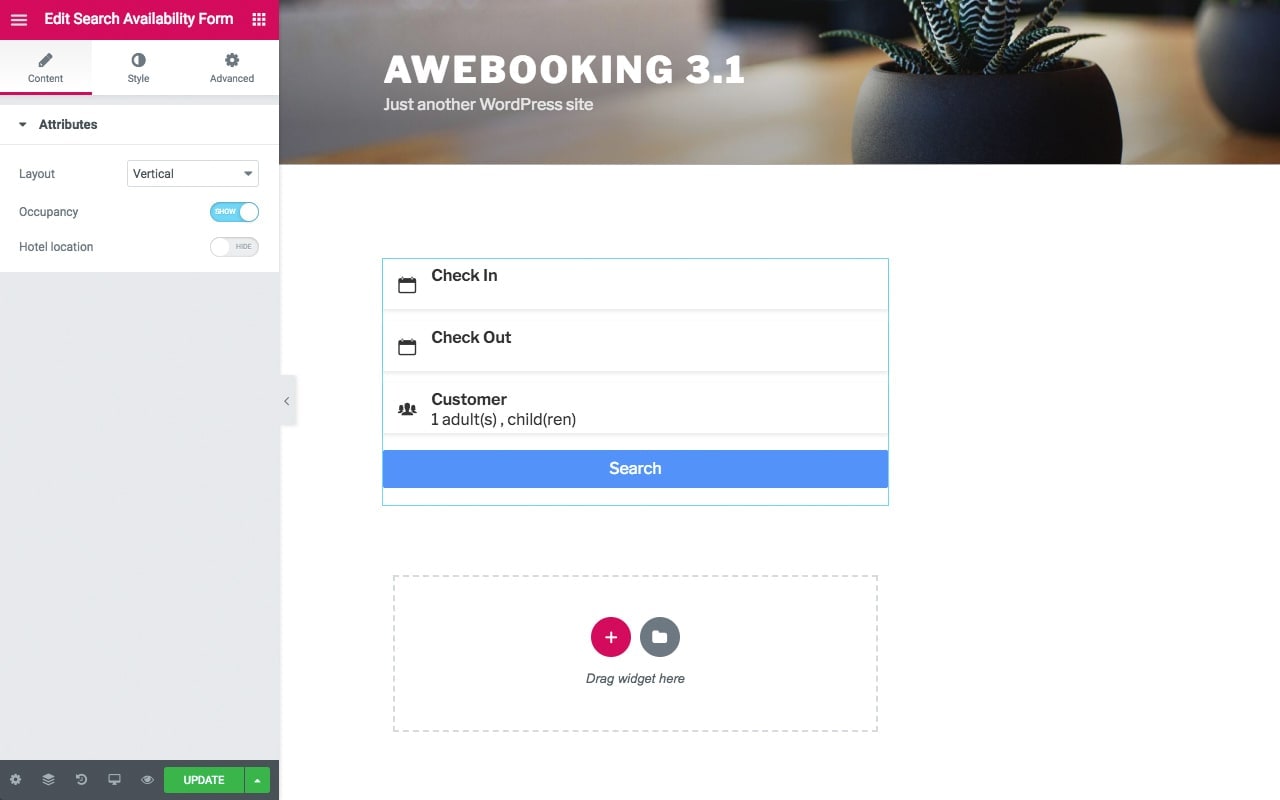 Edit Search Availability Form
Content
Style
Advanced
Attributes
Layout
Vertical
Occupancy
SHOW
Hotel location
HIDE
UPDATE
AWEBOOKING 3.1
Just another WordPress site
Check In
Check Out
Customer
1 adult(s) , child(ren)
Search
Drag widget here